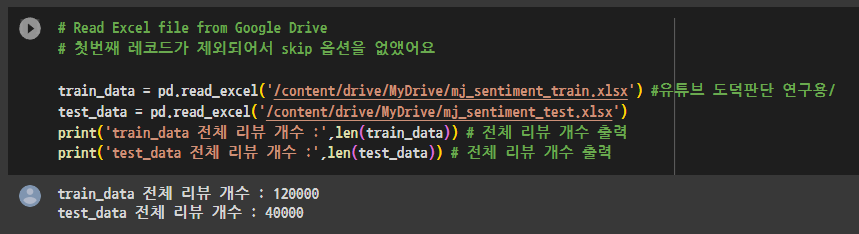 # Read Excel file from Google Drive
# 첫번째 레코드가 제외되어서 skip 옵션을 없앴어요
train_data = pd.read_excel('/content/drive/MyDrive/mj_sentiment_train.xlsx') #유튜브 도덕판단 연구용/
test_data = pd.read_excel('/content/drive/MyDrive/mj_sentiment_test.xlsx')
print('train_data 전체 리뷰 개수 :',len(train_data)) # 전체 리뷰 개수 출력
print('test_data 전체 리뷰 개수 :',len(test_data)) # 전체 리뷰 개수 출력
train_data 전체 리뷰 개수 : 120000
test_data 전체 리뷰 개수 : 40000